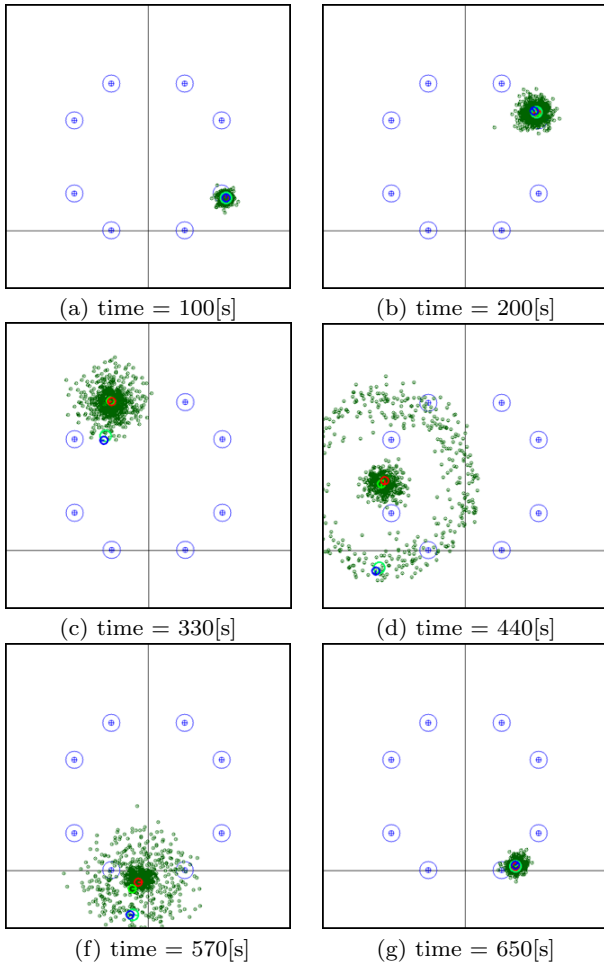 (a) time = 100[s]
(b) time = 200[s]
(c) time = 330[s]
(d) time = 440[s]
(f) time = 570[s]
(g) time = 650[s]